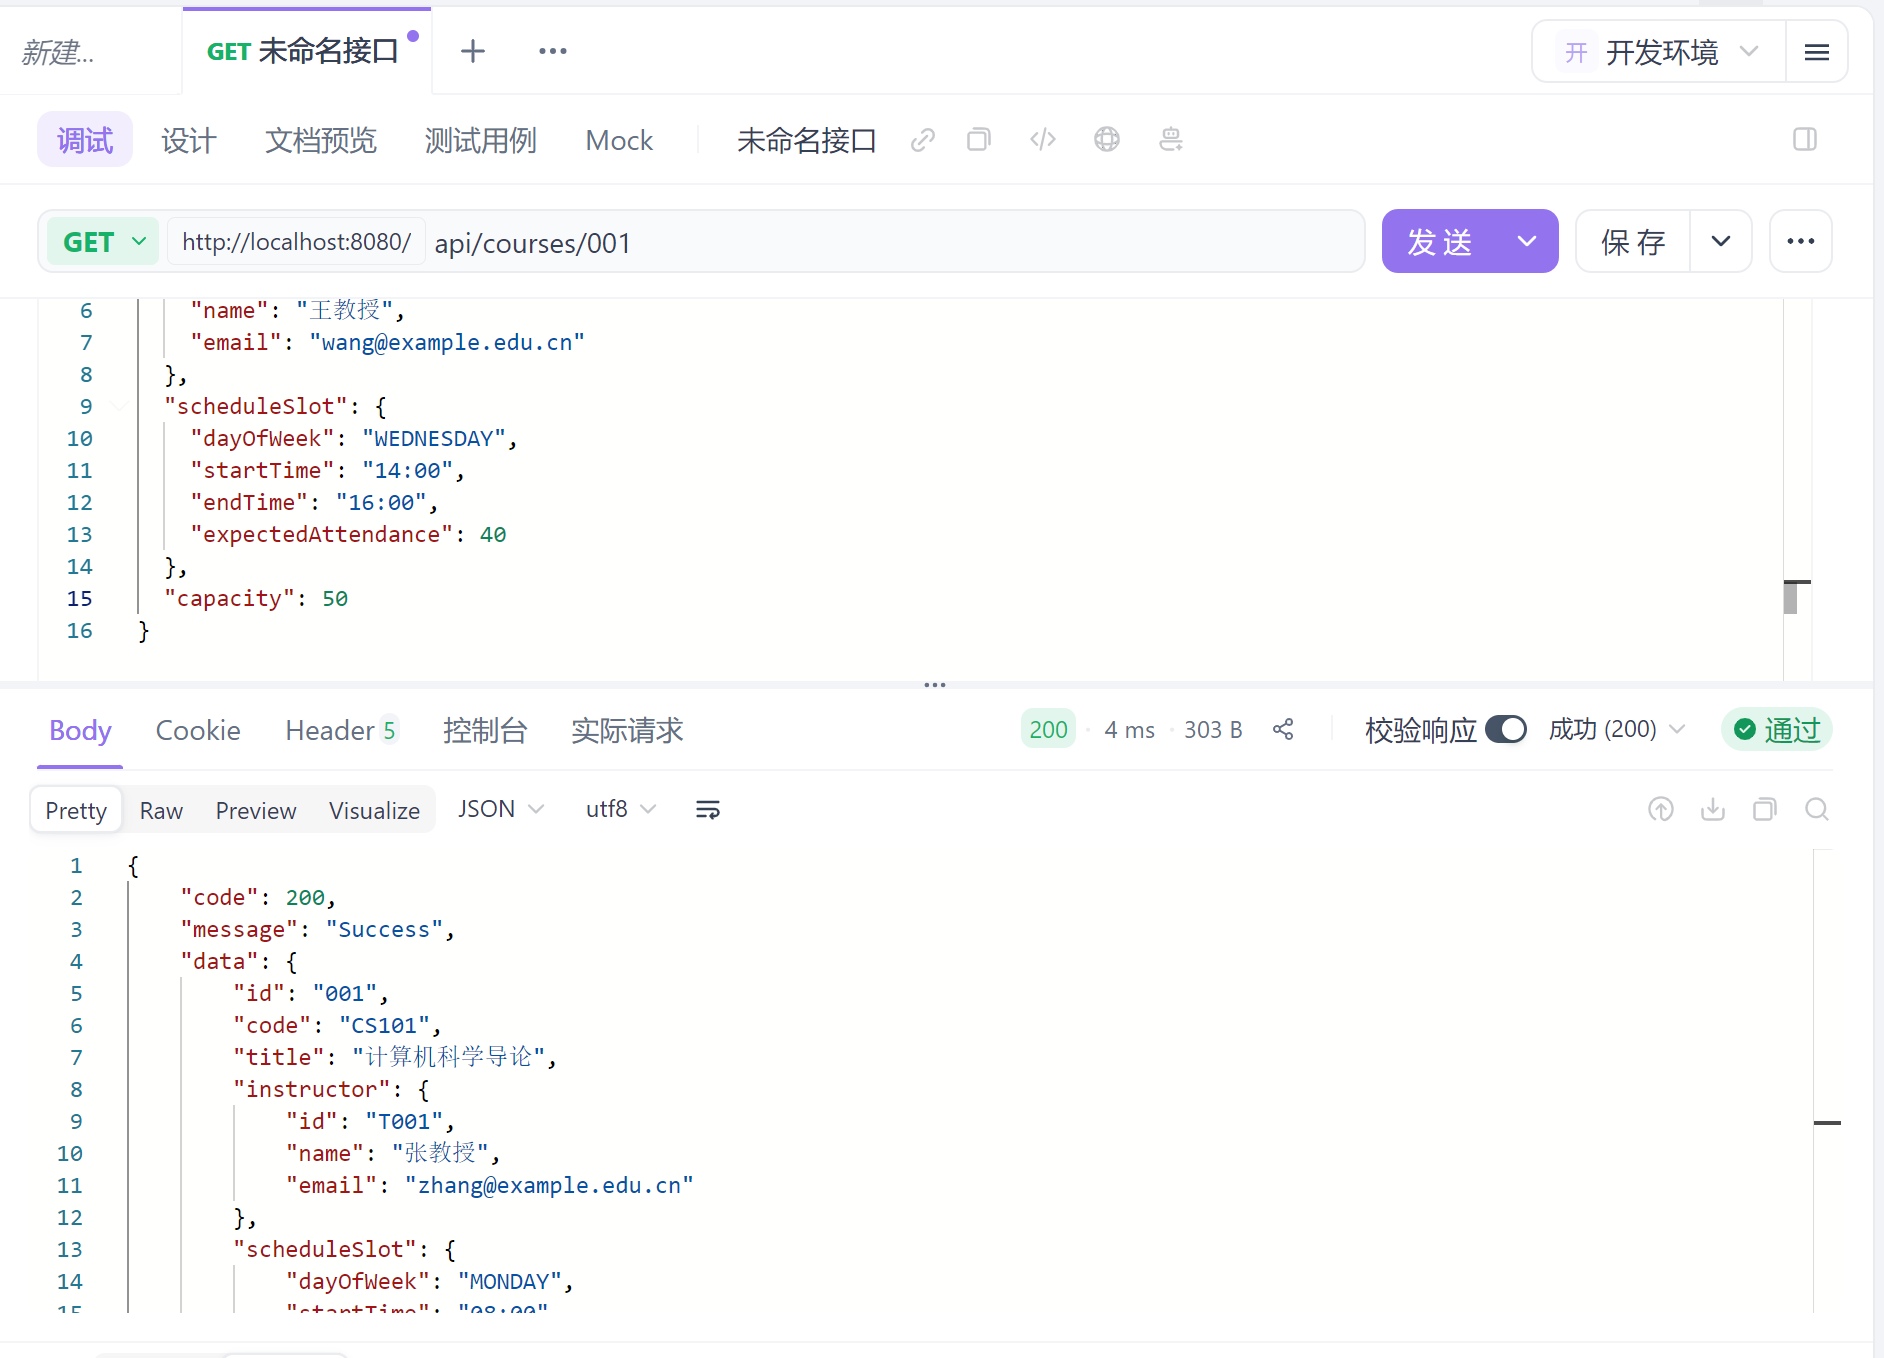 新建...
GET 未命名接口
开 开发环境
调试 设计 文档预览 测试用例 Mock 未命名接口
GET http://localhost:8080/ api/courses/001 发 送 保 存
6 "name": "王教授",
7 "email": "wang@example.edu.cn"
8 },
9 "scheduleSlot": {
10 "dayOfWeek": "WEDNESDAY",
11 "startTime": "14:00",
12 "endTime": "16:00",
13 "expectedAttendance": 40
14 },
15 "capacity": 50
16 }
Body Cookie Header 5 控制台 实际请求 200 · 4 ms · 303 B 校验响应 成功 (200) 通过
Pretty Raw Preview Visualize JSON utf8
1 {
2 "code": 200,
3 "message": "Success",
4 "data": {
5 "id": "001",
6 "code": "CS101",
7 "title": "计算机科学导论",
8 "instructor": {
9 "id": "T001",
10 "name": "张教授",
11 "email": "zhang@example.edu.cn"
12 },
13 "scheduleSlot": {
14 "dayOfWeek": "MONDAY",
15 "startTime": "08:00"